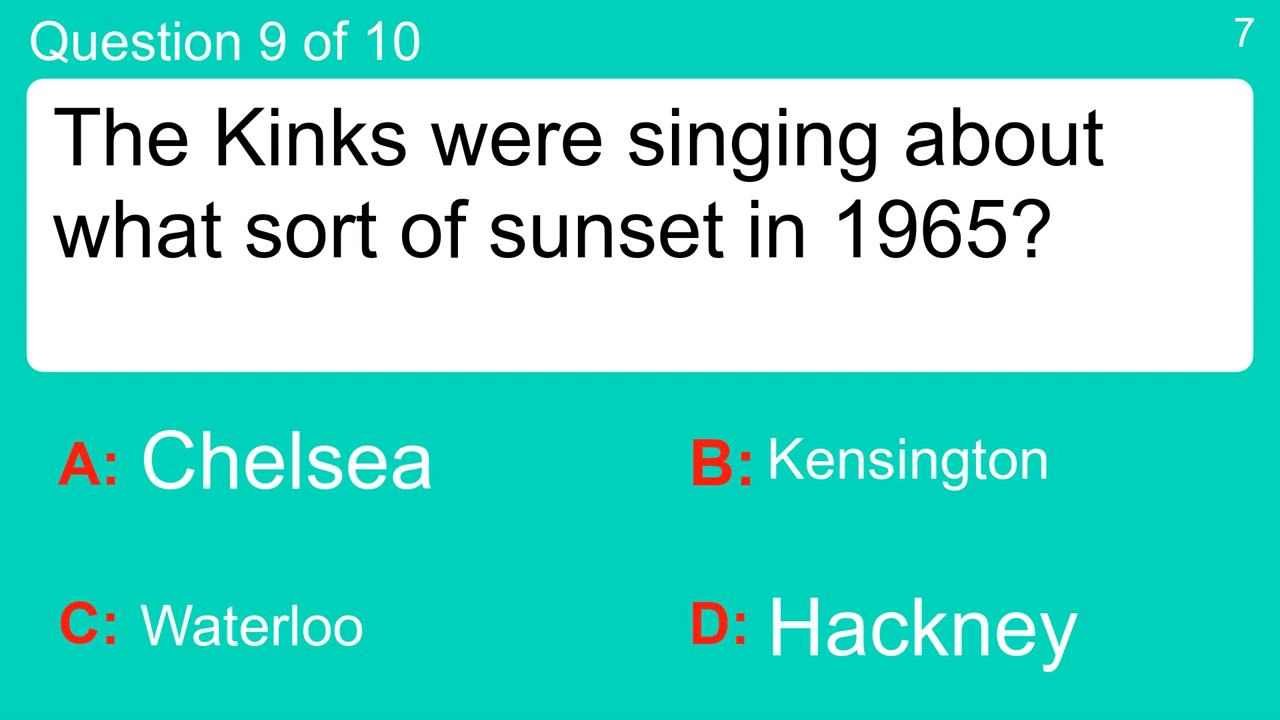 Question 9 of 10
7
The Kinks were singing about
what sort of sunset in 1965?
A: Chelsea
B: Kensington
C: Waterloo
D: Hackney